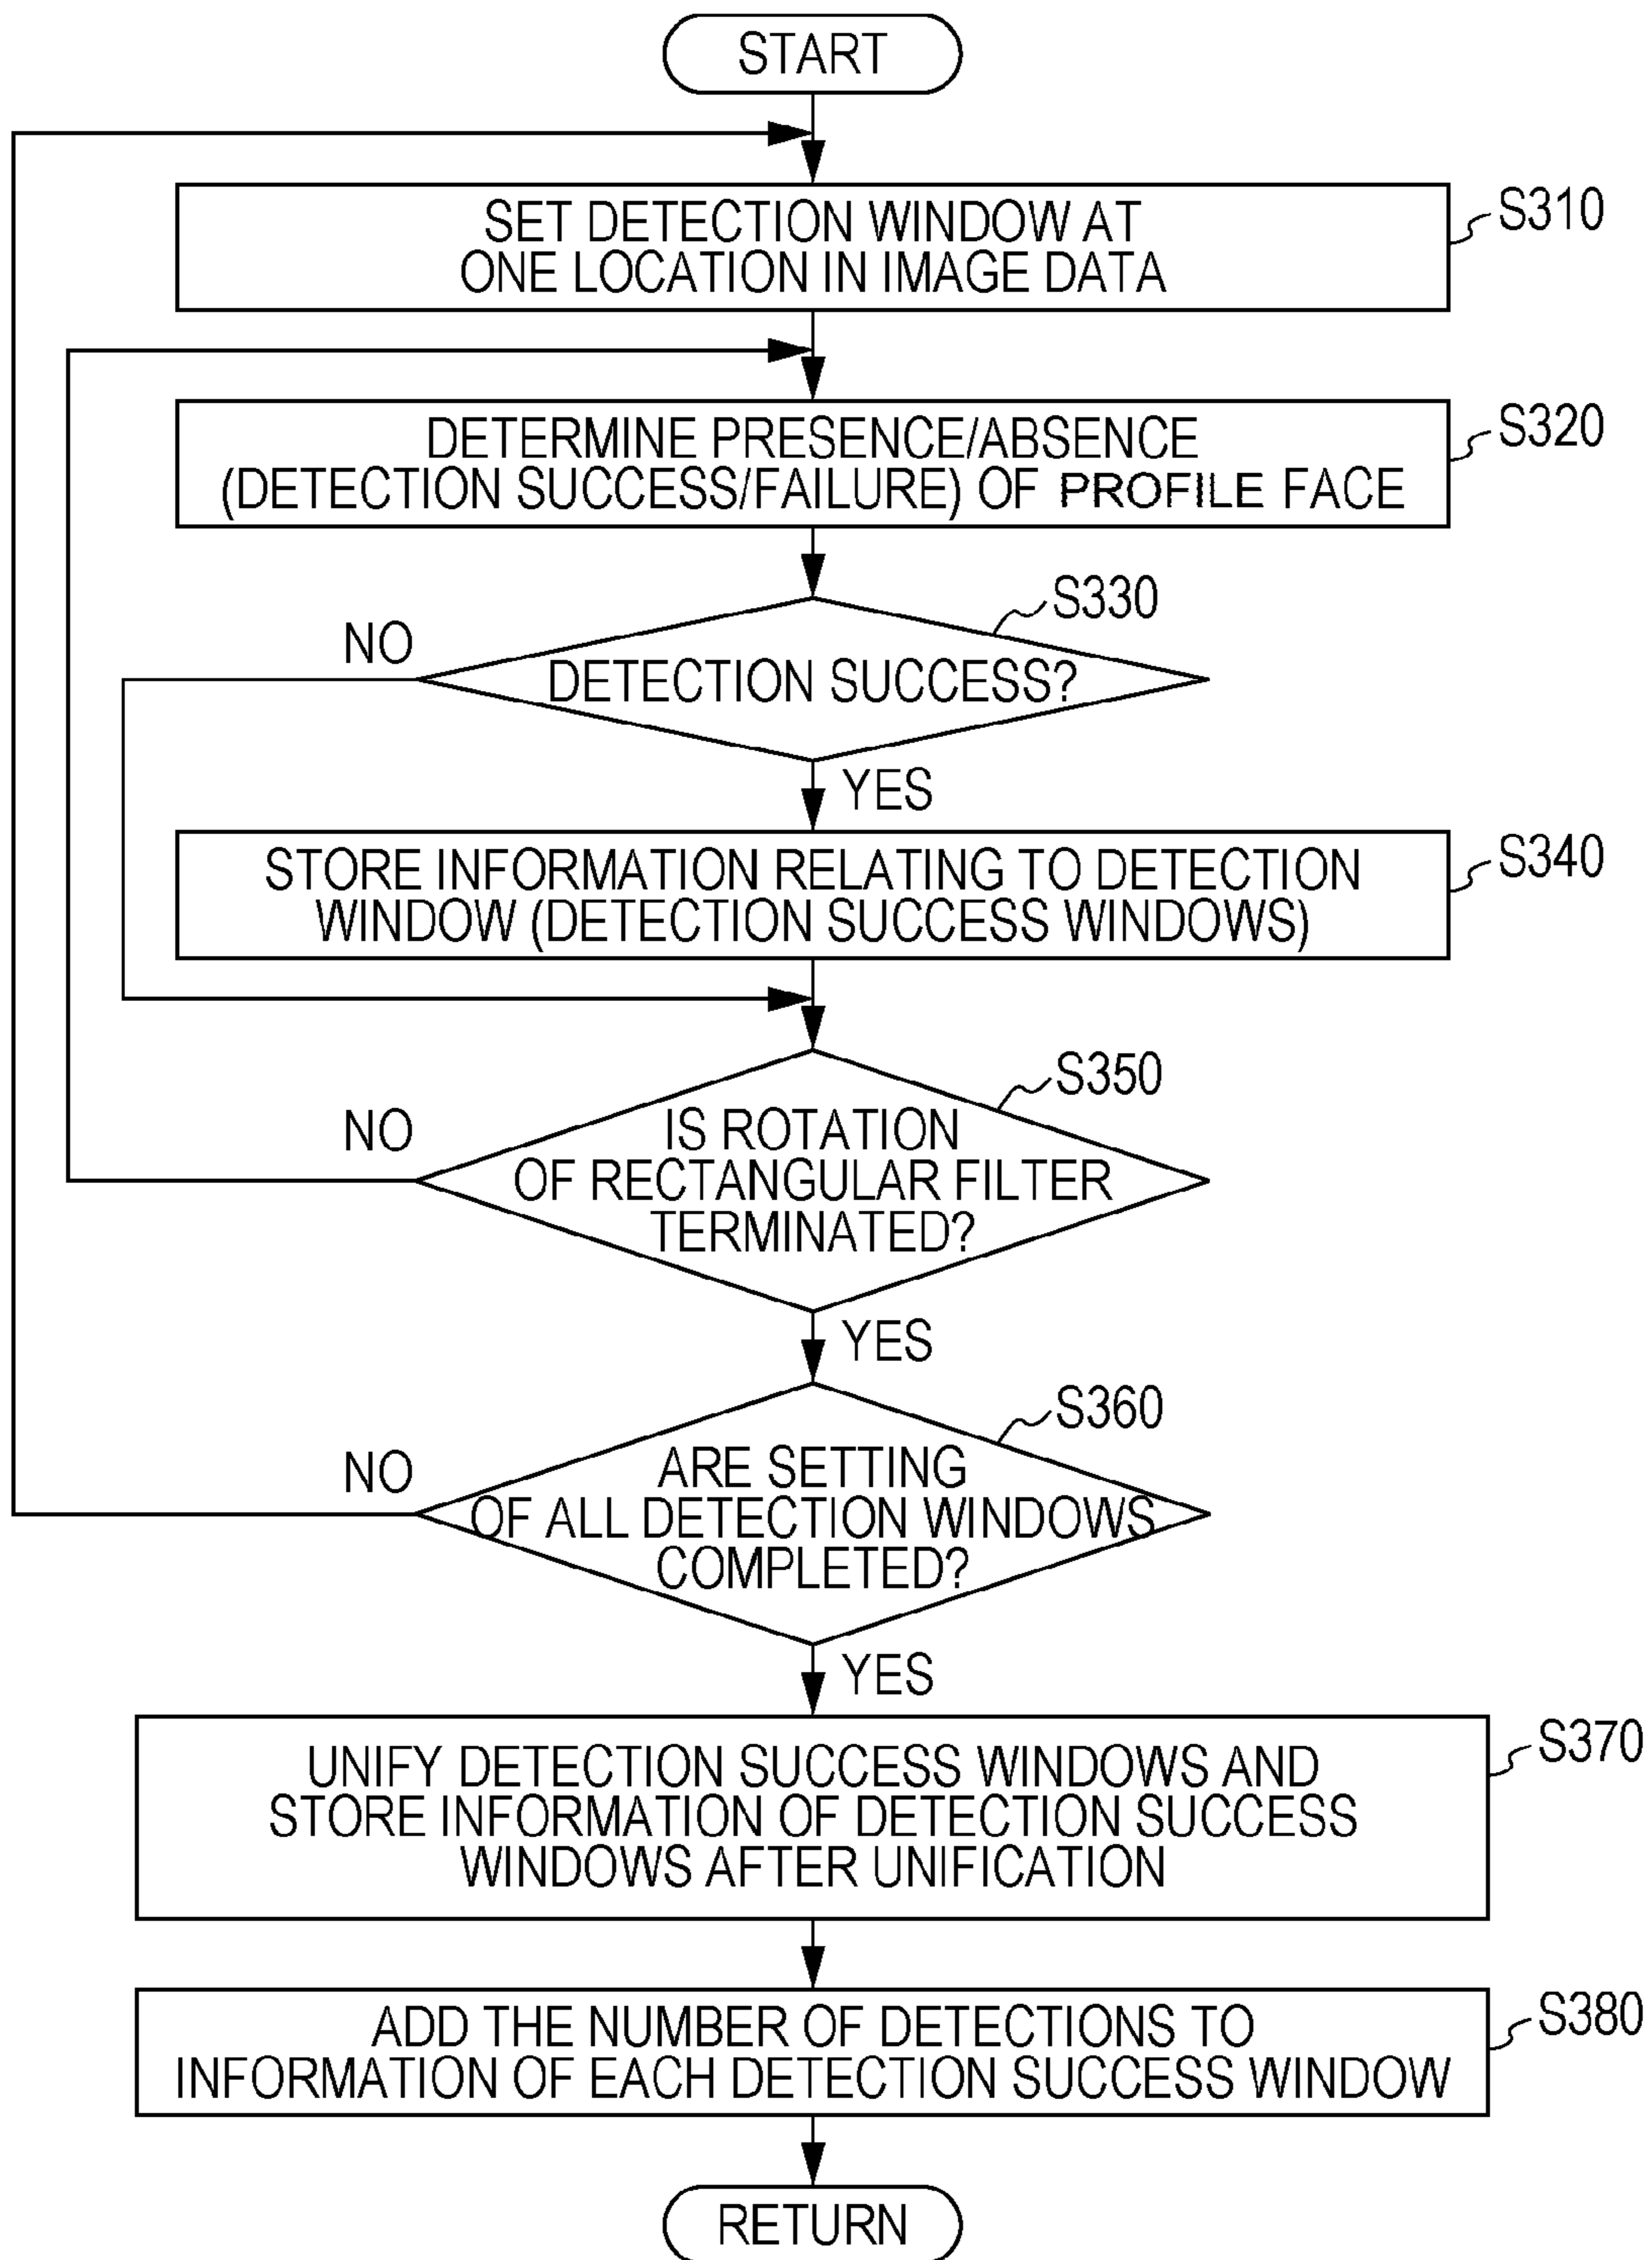 START
SET DETECTION WINDOW AT
ONE LOCATION IN IMAGE DATA
S310
DETERMINE PRESENCE/ABSENCE
(DETECTION SUCCESS/FAILURE) OF PROFILE FACE
S320
S330
NO
DETECTION SUCCESS?
YES
STORE INFORMATION RELATING TO DETECTION
WINDOW (DETECTION SUCCESS WINDOWS)
S340
S350
NO
IS ROTATION
OF RECTANGULAR FILTER
TERMINATED?
YES
S360
NO
ARE SETTING
OF ALL DETECTION WINDOWS
COMPLETED?
YES
UNIFY DETECTION SUCCESS WINDOWS AND
STORE INFORMATION OF DETECTION SUCCESS
WINDOWS AFTER UNIFICATION
S370
ADD THE NUMBER OF DETECTIONS TO
INFORMATION OF EACH DETECTION SUCCESS WINDOW
S380
RETURN